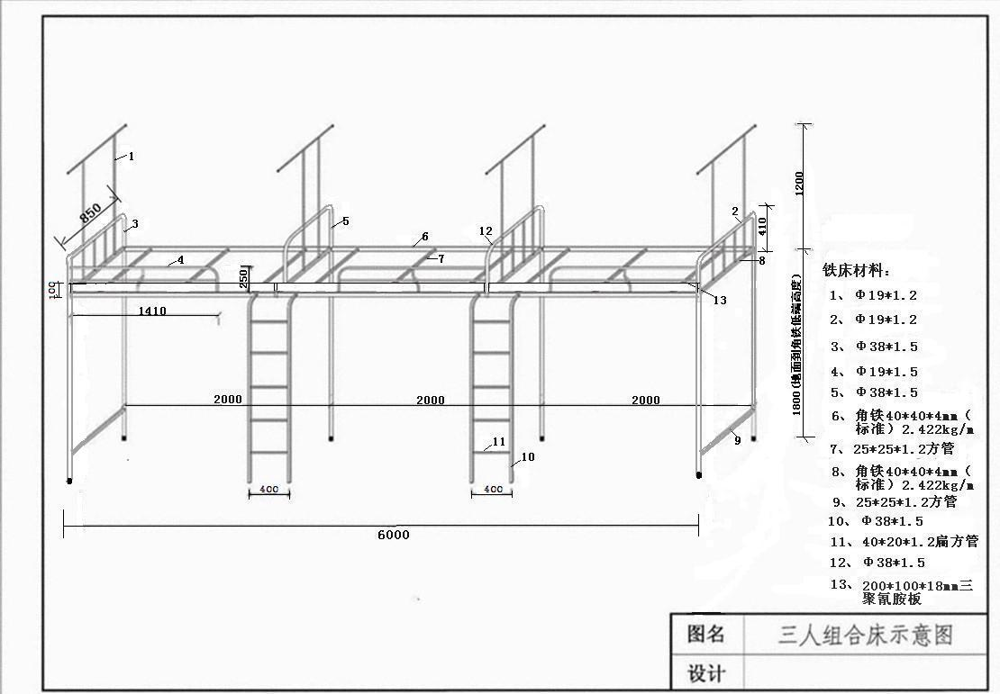 1
1200
850
3
5
12
2
410
6
4
7
8
250
100
13
1410
1800(地面到角铁低端高度)
2000
2000
2000
9
11
10
400
400
6000
铁床材料：
1、Φ19*1.2
2、Φ19*1.2
3、Φ38*1.5
4、Φ19*1.5
5、Φ38*1.5
6、角铁40*40*4mm（
标准）2.422kg/m
7、25*25*1.2方管
8、角铁40*40*4mm（
标准）2.422kg/m
9、25*25*1.2方管
10、Φ38*1.5
11、40*20*1.2扁方管
12、Φ38*1.5
13、200*100*18mm三
聚氰胺板
图名 三人组合床示意图
设计